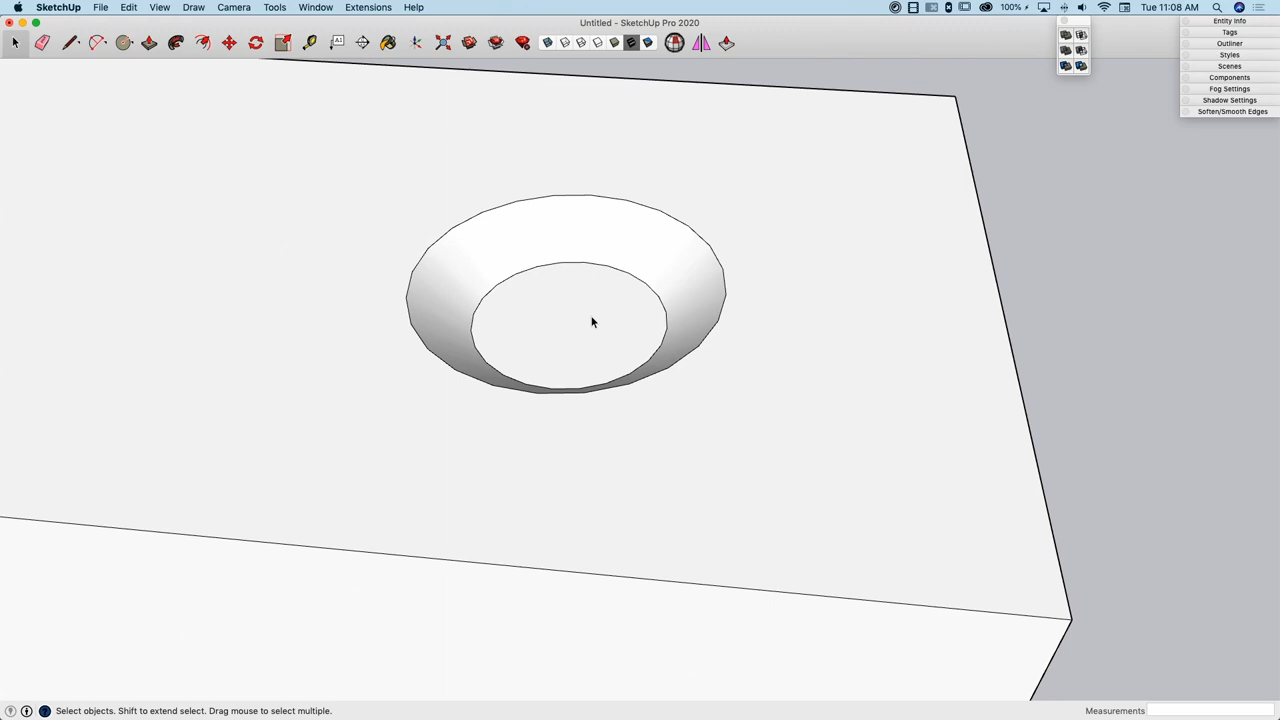 SketchUp File Edit View Draw Camera Tools Window Extensions Help 100% Tue 11:08 AM
Untitled - SketchUp Pro 2020
A1
Entity Info
Tags
Outliner
Styles
Scenes
Components
Fog Settings
Shadow Settings
Soften/Smooth Edges
Select objects. Shift to extend select. Drag mouse to select multiple. Measurements